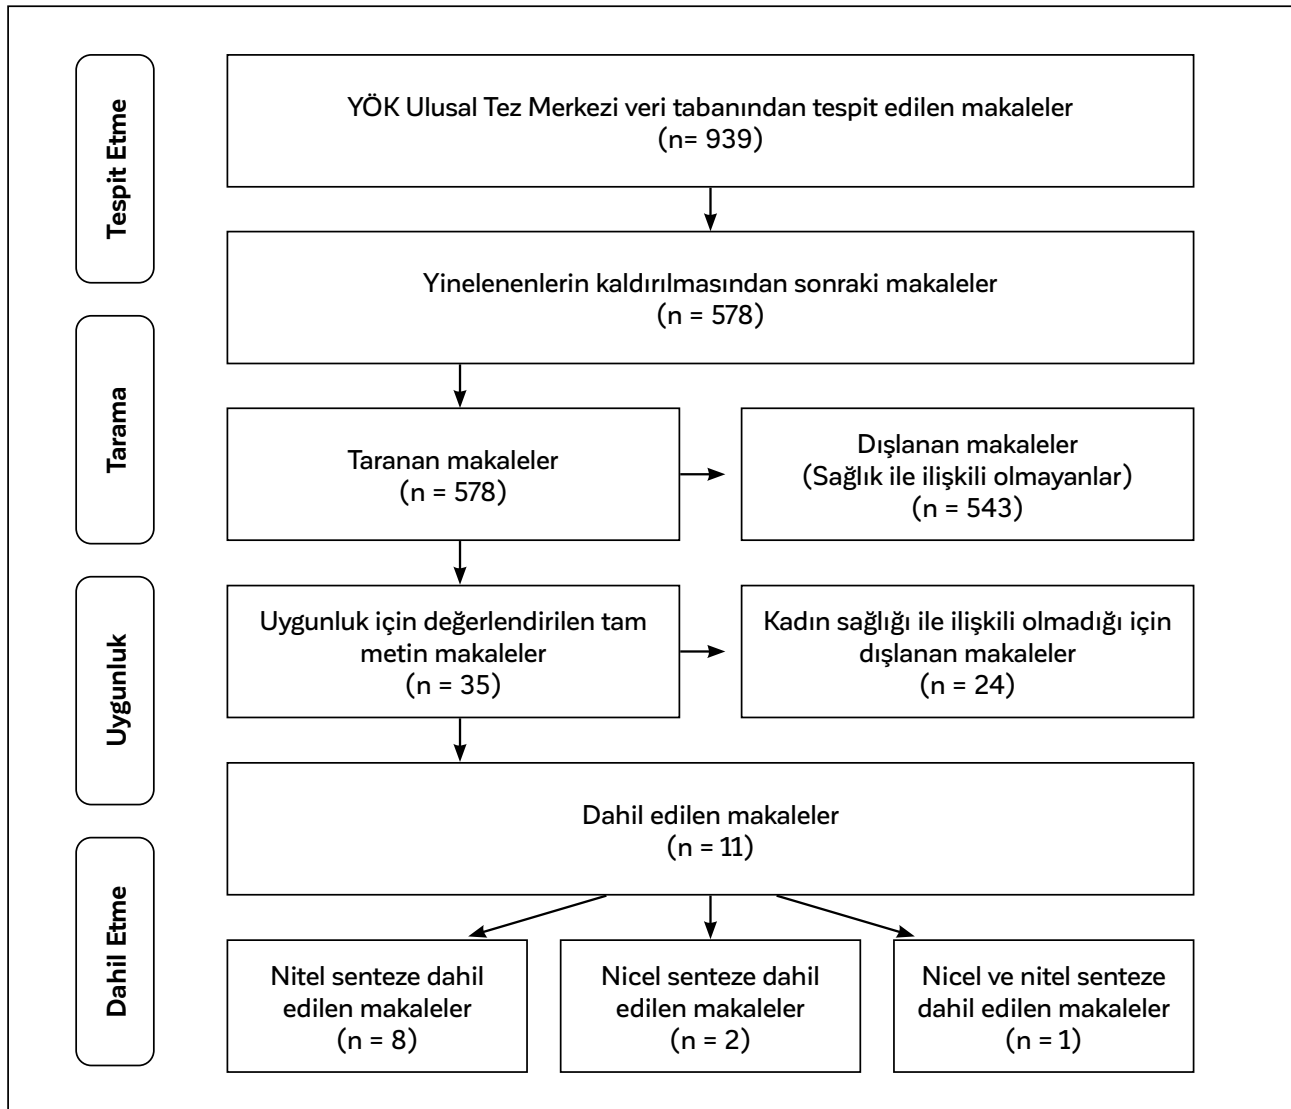 Tespit Etme
YÖK Ulusal Tez Merkezi veri tabanından tespit edilen makaleler
(n= 939)
Yinelenenlerin kaldırılmasından sonraki makaleler
(n = 578)
Tarama
Taranan makaleler
(n = 578)
Dışlanan makaleler
(Sağlık ile ilişkili olmayanlar)
(n = 543)
Uygunluk
Uygunluk için değerlendirilen tam
metin makaleler
(n = 35)
Kadın sağlığı ile ilişkili olmadığı için
dışlanan makaleler
(n = 24)
Dahil Etme
Dahil edilen makaleler
(n = 11)
Nitel senteze dahil
edilen makaleler
(n = 8)
Nicel senteze dahil
edilen makaleler
(n = 2)
Nicel ve nitel senteze
dahil edilen makaleler
(n = 1)